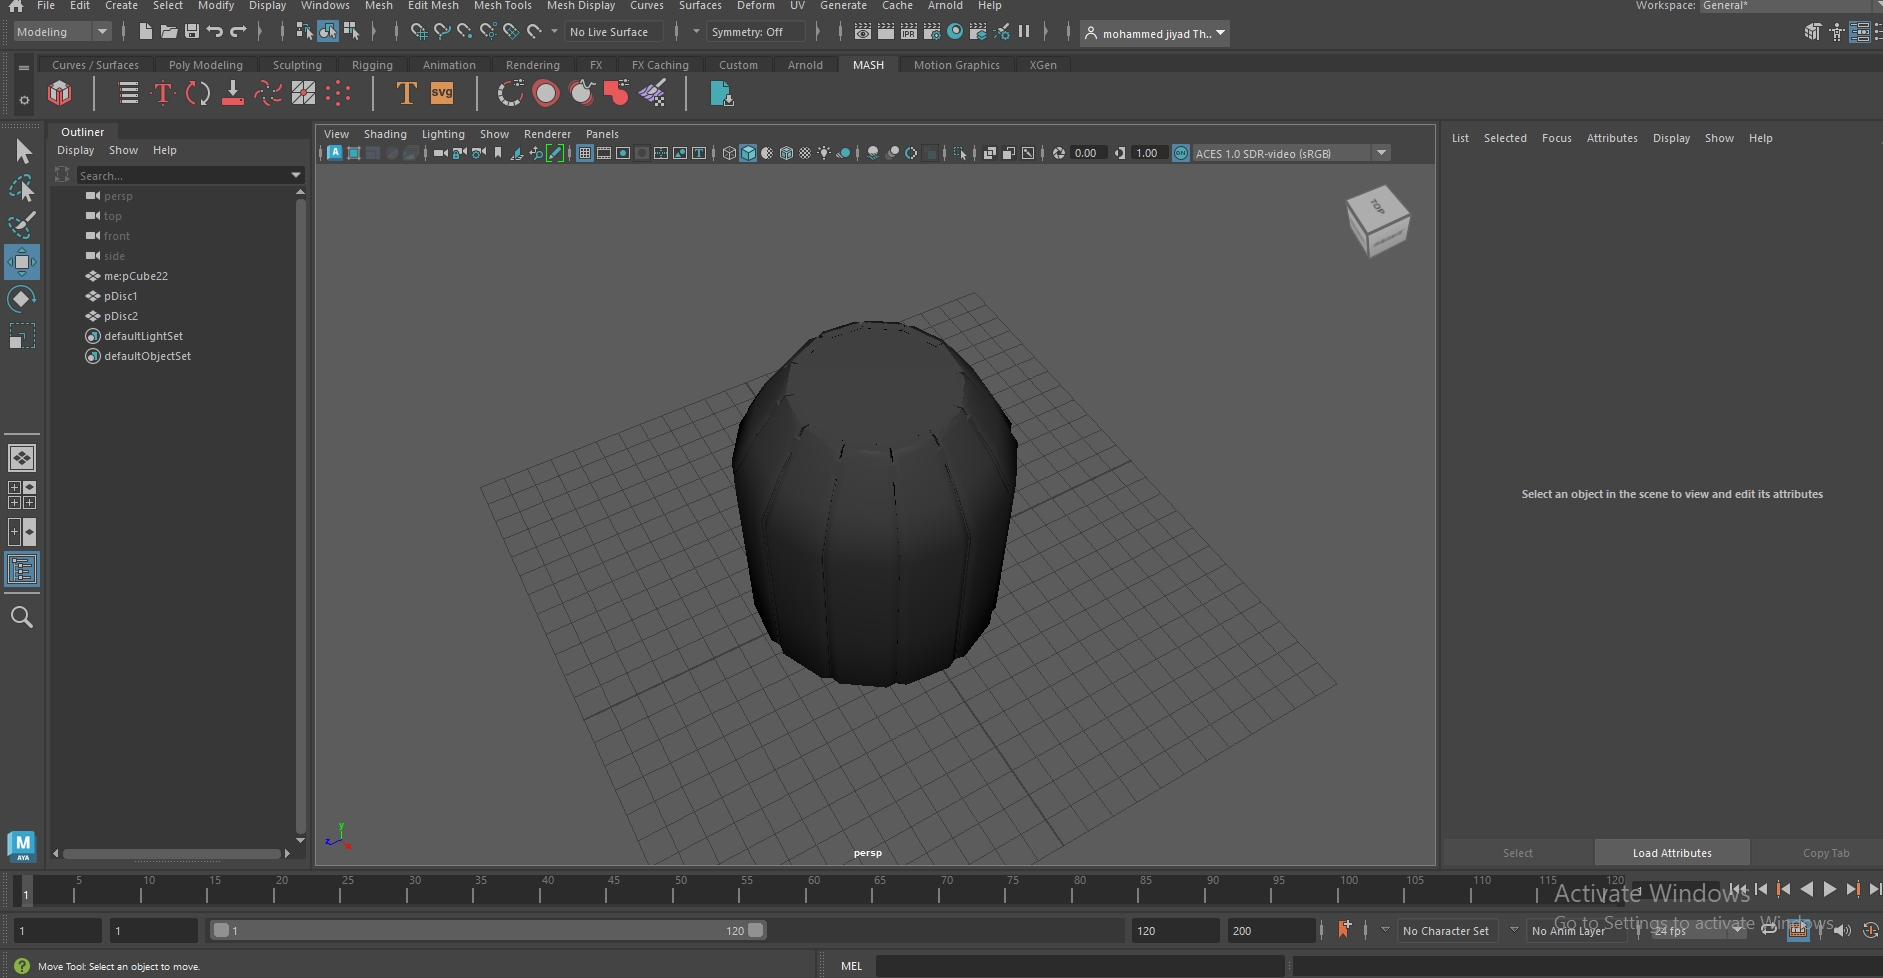 File Edit Create Select Modify Display Windows Mesh Edit Mesh Mesh Tools Mesh Display Curves Surfaces Deform UV Generate Cache Arnold Help Workspace: General*
Modeling No Live Surface Symmetry: Off mohammed jiyad Th..
Curves / Surfaces Poly Modeling Sculpting Rigging Animation Rendering FX FX Caching Custom Arnold MASH Motion Graphics XGen
T T SVG
Outliner
Display Show Help
Search...
persp
top
front
side
me:pCube22
pDisc1
pDisc2
defaultLightSet
defaultObjectSet
View Shading Lighting Show Renderer Panels
A IPR 0.00 1.00 ON ACES 1.0 SDR-video (sRGB)
TOP
y
z x
persp
List Selected Focus Attributes Display Show Help
Select an object in the scene to view and edit its attributes
Select Load Attributes Copy Tab
M
AYA
1 5 10 15 20 25 30 35 40 45 50 55 60 65 70 75 80 85 90 95 100 105 110 115 120 1
Activate Windows
Go to Settings to activate Windows.
1 1 1 120 120 200 No Character Set No Anim Layer 24 fps
? Move Tool: Select an object to move. MEL